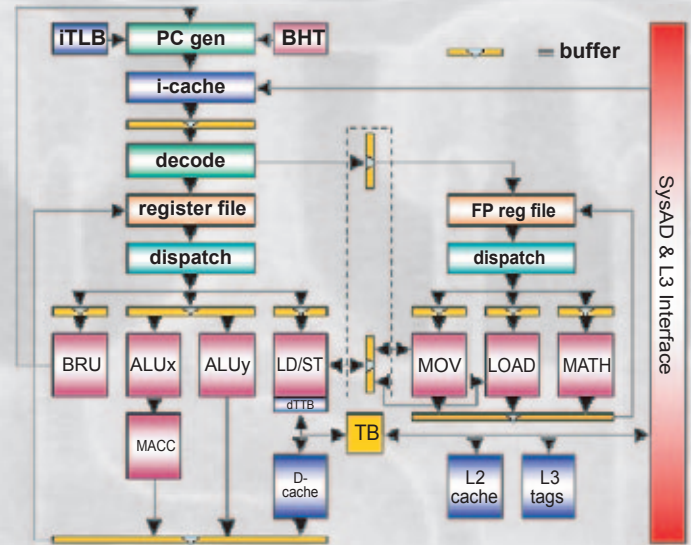 iTLB PC gen BHT
buffer
i-cache
decode
register file
FP reg file
dispatch
dispatch
BRU ALUx ALUy LD/ST MOV LOAD MATH
dTTB
MACC
TB
D-
cache
L2
cache
L3
tags
SysAD & L3 Interface